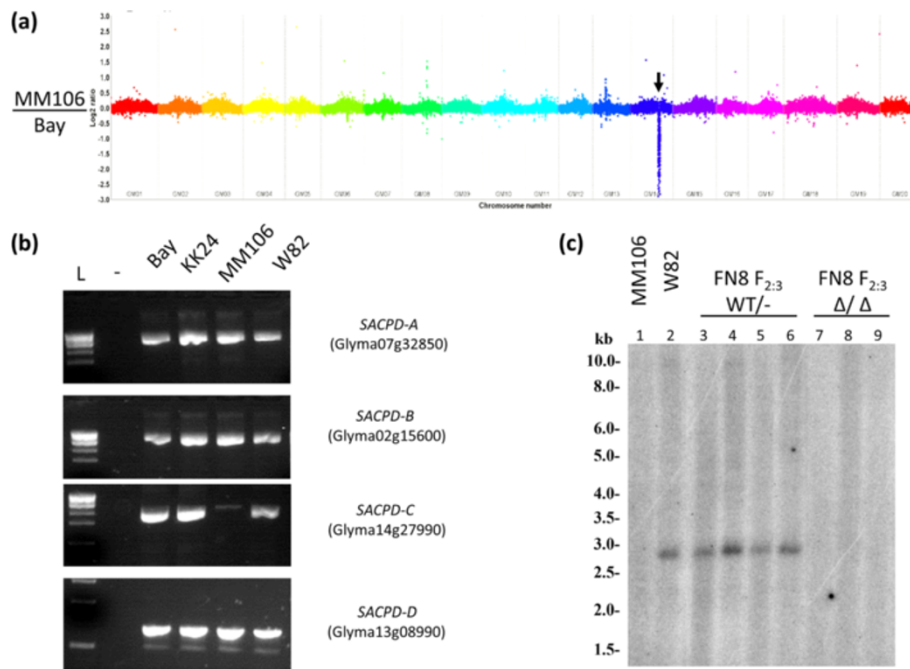 (a)
3.0
2.5
2.0
1.5
1.0
0.5
0.0
-0.5
-1.0
-1.5
-2.0
-2.5
-3.0
Log2 ratio
MM106
Bay
GM01 GM02 GM03 GM04 GM05 GM06 GM07 GM08 GM09 GM10 GM11 GM12 GM13 GM15 GM16 GM17 GM18 GM19 GM20
Chromosome number
(b)
L - Bay KK24 MM106 W82
SACPD-A
(Glyma07g32850)
SACPD-B
(Glyma02g15600)
SACPD-C
(Glyma14g27990)
SACPD-D
(Glyma13g08990)
(c)
MM106 W82 FN8 F2:3 FN8 F2:3
WT/- Δ/ Δ
kb 1 2 3 4 5 6 7 8 9
10.0-
8.0-
6.0-
5.0-
4.0-
3.5-
3.0-
2.5-
2.0-
1.5-